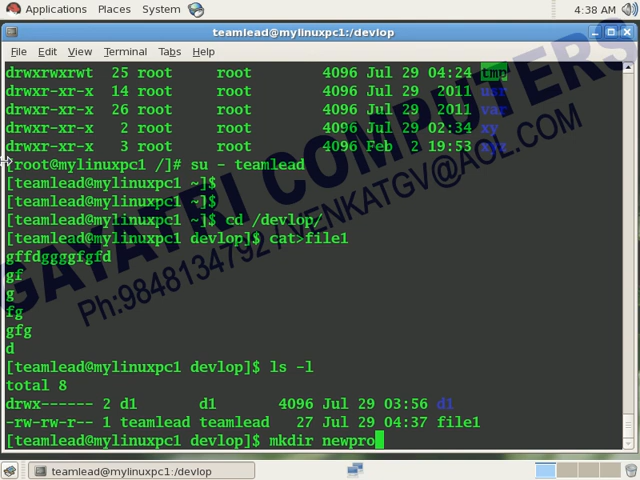 Applications Places System 4:38 AM
teamlead@mylinuxpc1:/devlop
File Edit View Terminal Tabs Help
drwxrwxrwt 25 root root 4096 Jul 29 04:24 tmp
drwxr-xr-x 14 root root 4096 Jul 29 2011 usr
drwxr-xr-x 26 root root 4096 Jul 29 2011 var
drwxr-xr-x 2 root root 4096 Jul 29 02:34 xy
drwxr-xr-x 3 root root 4096 Feb 2 19:53 xyz
[root@mylinuxpc1 /]# su - teamlead
[teamlead@mylinuxpc1 ~]$
[teamlead@mylinuxpc1 ~]$
[teamlead@mylinuxpc1 ~]$ cd /devlop/
[teamlead@mylinuxpc1 devlop]$ cat>file1
gffdggggfgfd
gf
g
fg
gfg
d
[teamlead@mylinuxpc1 devlop]$ ls -l
total 8
drwx------ 2 d1 d1 4096 Jul 29 03:56 d1
-rw-rw-r-- 1 teamlead teamlead 27 Jul 29 04:37 file1
[teamlead@mylinuxpc1 devlop]$ mkdir newpro
GAYATRI COMPUTERS
Ph:9848134792 / VENKATGV@AOL.COM
teamlead@mylinuxpc1:/devlop